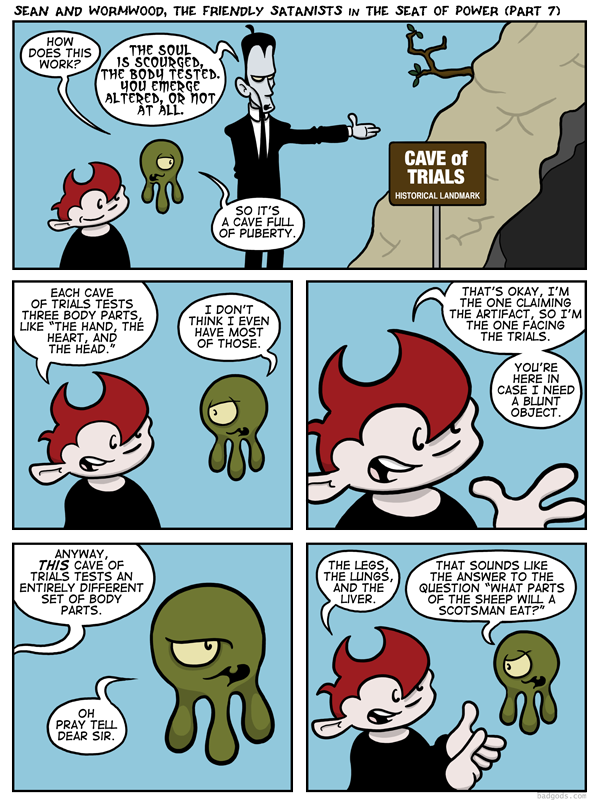 SEAN AND WORMWOOD, THE FRIENDLY SATANISTS IN THE SEAT OF POWER (PART 7)
HOW
DOES THIS
WORK?
THE SOUL
IS SCOURGED,
THE BODY TESTED.
YOU EMERGE
ALTERED, OR NOT
AT ALL.
SO IT'S
A CAVE FULL
OF PUBERTY.
CAVE of
TRIALS
HISTORICAL LANDMARK
EACH CAVE
OF TRIALS TESTS
THREE BODY PARTS,
LIKE "THE HAND, THE
HEART, AND
THE HEAD."
I DON'T
THINK I EVEN
HAVE MOST
OF THOSE.
THAT'S OKAY, I'M
THE ONE CLAIMING
THE ARTIFACT, SO I'M
THE ONE FACING
THE TRIALS.
YOU'RE
HERE IN
CASE I NEED
A BLUNT
OBJECT.
ANYWAY,
THIS CAVE OF
TRIALS TESTS AN
ENTIRELY DIFFERENT
SET OF BODY
PARTS.
OH
PRAY TELL
DEAR SIR.
THE LEGS,
THE LUNGS,
AND THE
LIVER.
THAT SOUNDS LIKE
THE ANSWER TO THE
QUESTION "WHAT PARTS
OF THE SHEEP WILL A
SCOTSMAN EAT?"
badgods.com